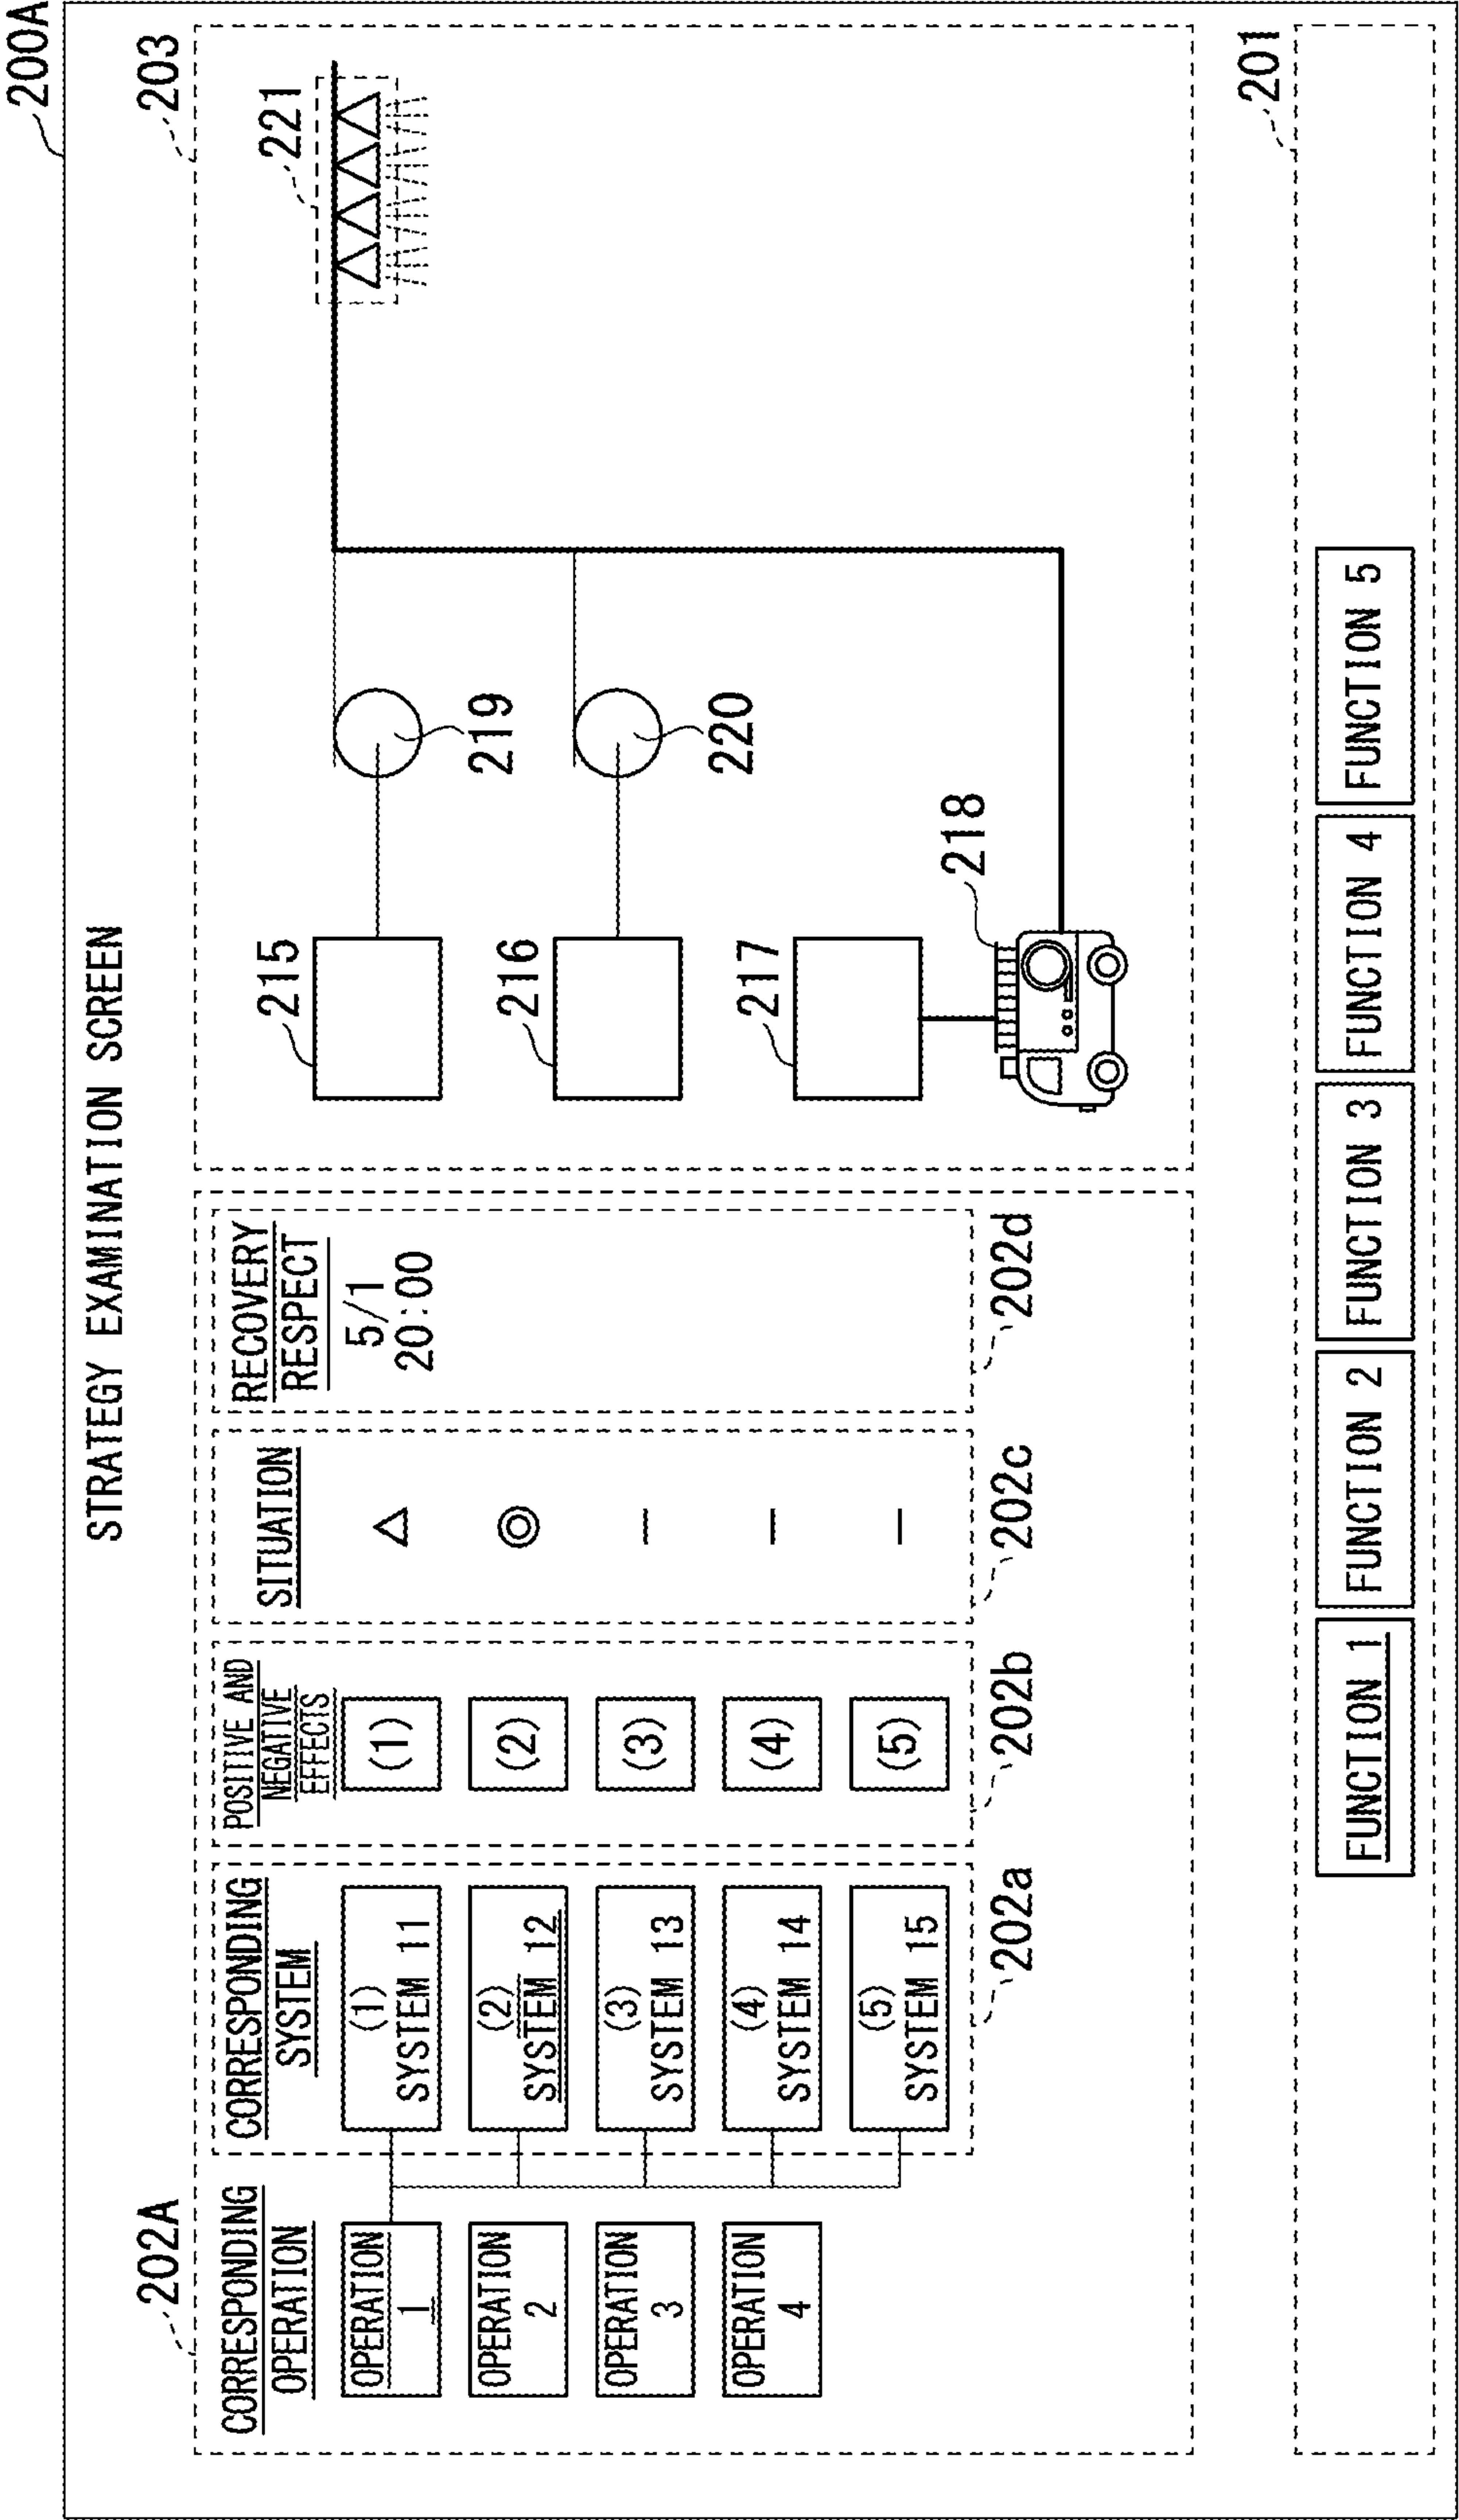 200A
STRATEGY EXAMINATION SCREEN
202A
203
CORRESPONDING
OPERATION
CORRESPONDING
SYSTEM
POSITIVE AND
NEGATIVE
EFFECTS
SITUATION
RECOVERY
RESPECT
OPERATION
1
(1)
SYSTEM 11
(1)
△
5/1
20:00
OPERATION
2
(2)
SYSTEM 12
(2)
◎
OPERATION
3
(3)
SYSTEM 13
(3)
—
OPERATION
4
(4)
SYSTEM 14
(4)
—
(5)
SYSTEM 15
(5)
—
202a
202b
202c
202d
215
221
219
216
220
217
218
201
FUNCTION 1
FUNCTION 2
FUNCTION 3
FUNCTION 4
FUNCTION 5